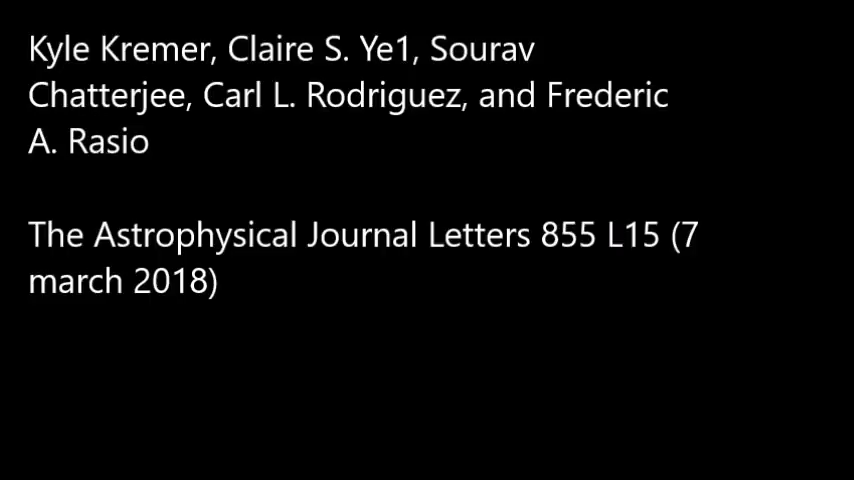 Kyle Kremer, Claire S. Ye1, Sourav
Chatterjee, Carl L. Rodriguez, and Frederic
A. Rasio
The Astrophysical Journal Letters 855 L15 (7
march 2018)